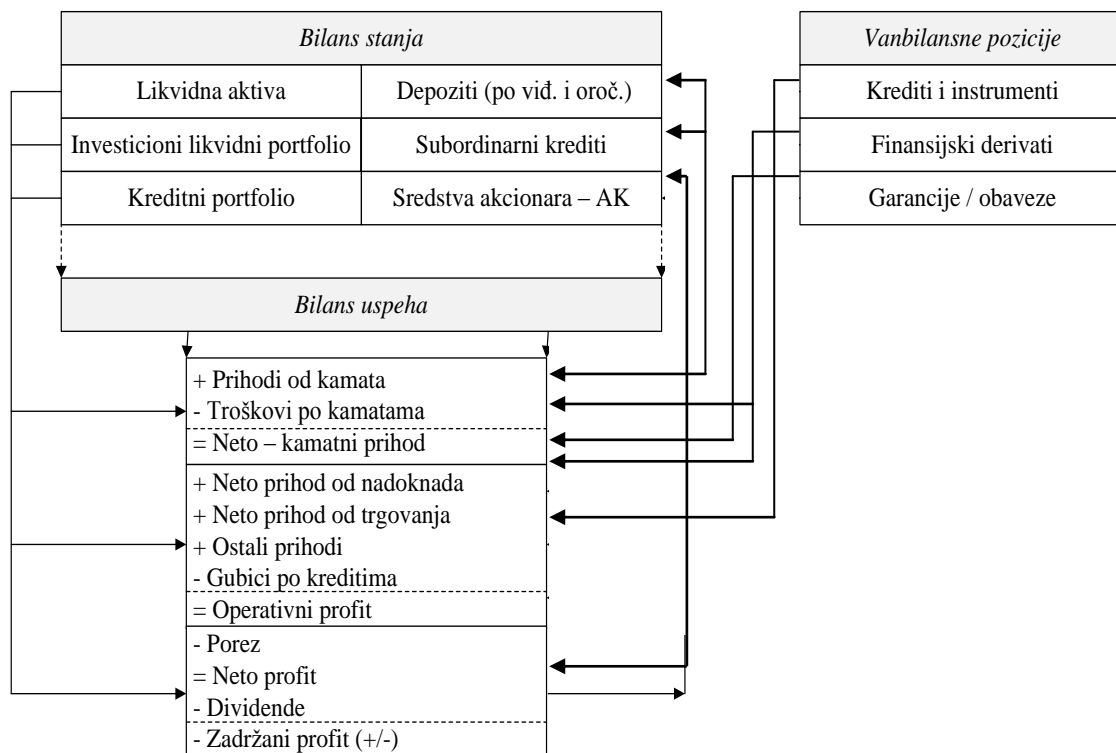 Bilans stanja
Likvidna aktiva
Depoziti (po viđ. i oroč.)
Investicioni likvidni portfolio
Subordinarni krediti
Kreditni portfolio
Sredstva akcionara – AK
Vanbilansne pozicije
Krediti i instrumenti
Finansijski derivati
Garancije / obaveze
Bilans uspeha
+ Prihodi od kamata
- Troškovi po kamatama
= Neto – kamatni prihod
+ Neto prihod od nadoknada
+ Neto prihod od trgovanja
+ Ostali prihodi
- Gubici po kreditima
= Operativni profit
- Porez
= Neto profit
- Dividende
- Zadržani profit (+/-)